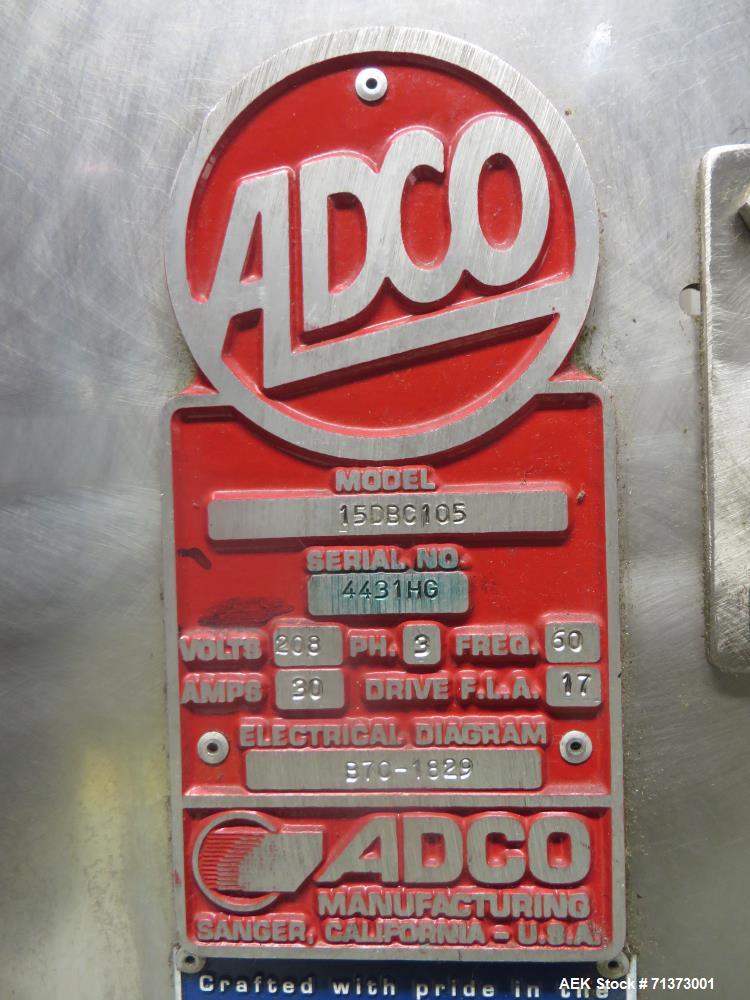 ADCO
MODEL
15DBC105
SERIAL NO.
4431HG
VOLTS 208 PH. 3 FREQ. 60
AMPS 30 DRIVE F.L.A. 17
ELECTRICAL DIAGRAM
B70-1829
ADCO
MANUFACTURING
SANGER, CALIFORNIA - U.S.A.
Crafted with pride in the
AEK Stock # 71373001